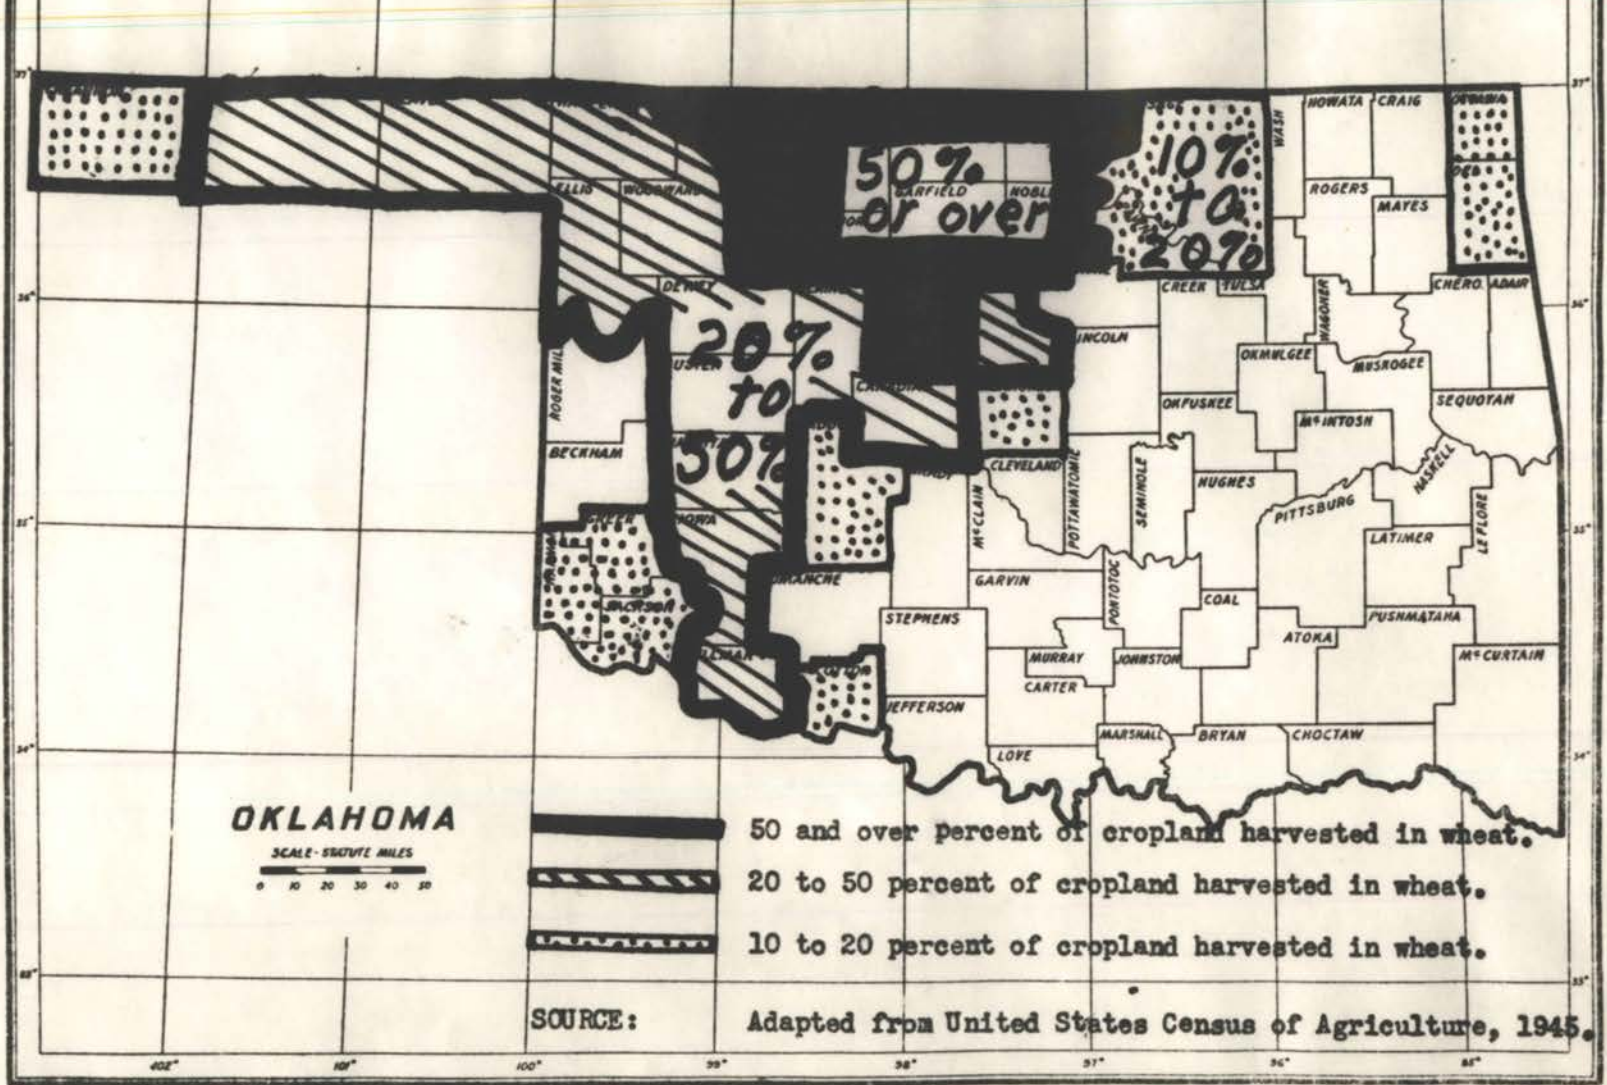 37° 37°
NOWATA CRAIG
WASH
50% 10%
ELLIS WOODWARD GARFIELD NOBLE ROGERS
or over to MAYES
20%
DEWEY CREEK TULSA CHERO. ADAIR
36° 36°
WAGONER
20% LINCOLN
to OKMULGEE MUSKOGEE
CANADIAN
ROGER MILLS OKFUSKEE SEQUOYAH
MCINTOSH
BECKHAM 50% CLEVELAND
POTTAWATOMIE SEMINOLE HUGHES HASKELL
McCLAIN PITTSBURG LE FLORE
35°
LATIMER
GARVIN
PONTOTOC COAL
JACKSON STEPHENS PUSHMATAHA
ATOKA
MURRAY JOHNSTON McCURTAIN
COTTON
CARTER
JEFFERSON
MARSHALL BRYAN CHOCTAW
LOVE
34°
OKLAHOMA
SCALE - STATUTE MILES
0 10 20 30 40 50
50 and over percent of cropland harvested in wheat.
20 to 50 percent of cropland harvested in wheat.
10 to 20 percent of cropland harvested in wheat.
SOURCE: Adapted from United States Census of Agriculture, 1945.
102° 101° 100° 99° 98° 97° 96°